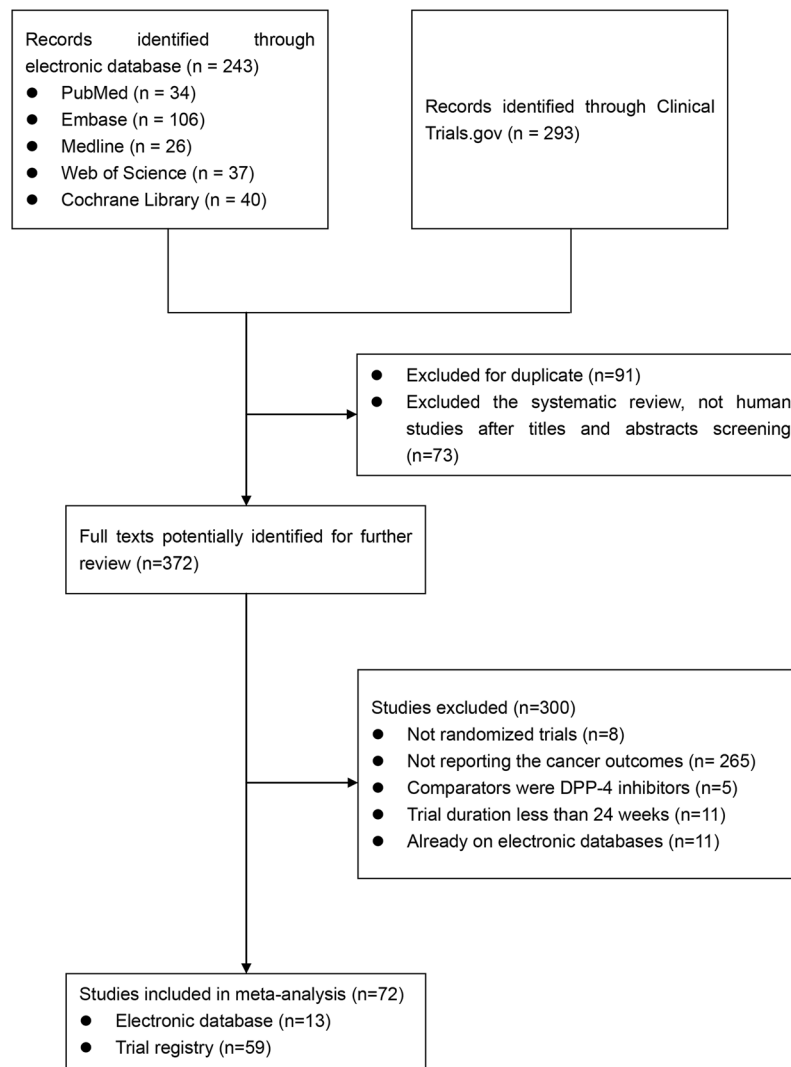 Records identified through
electronic database (n = 243)
● PubMed (n = 34)
● Embase (n = 106)
● Medline (n = 26)
● Web of Science (n = 37)
● Cochrane Library (n = 40)
Records identified through Clinical
Trials.gov (n = 293)
● Excluded for duplicate (n=91)
● Excluded the systematic review, not human
studies after titles and abstracts screening
(n=73)
Full texts potentially identified for further
review (n=372)
Studies excluded (n=300)
● Not randomized trials (n=8)
● Not reporting the cancer outcomes (n= 265)
● Comparators were DPP-4 inhibitors (n=5)
● Trial duration less than 24 weeks (n=11)
● Already on electronic databases (n=11)
Studies included in meta-analysis (n=72)
● Electronic database (n=13)
● Trial registry (n=59)